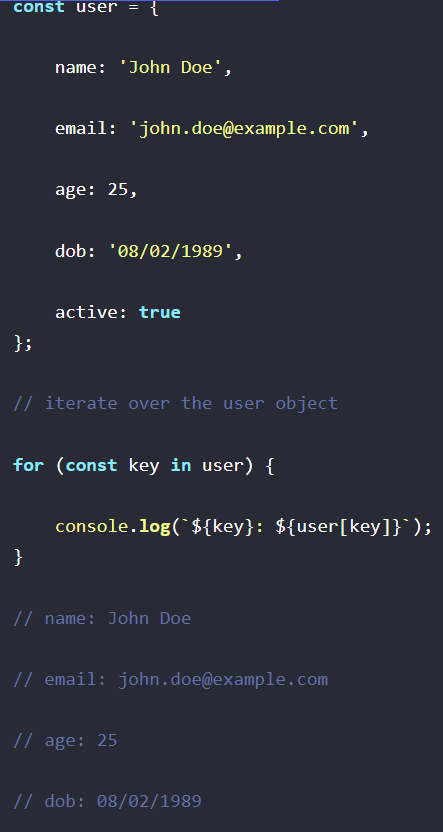 const user = {
name: 'John Doe',
email: 'john.doe@example.com',
age: 25,
dob: '08/02/1989',
active: true
};
// iterate over the user object
for (const key in user) {
console.log(`${key}: ${user[key]}`);
}
// name: John Doe
// email: john.doe@example.com
// age: 25
// dob: 08/02/1989